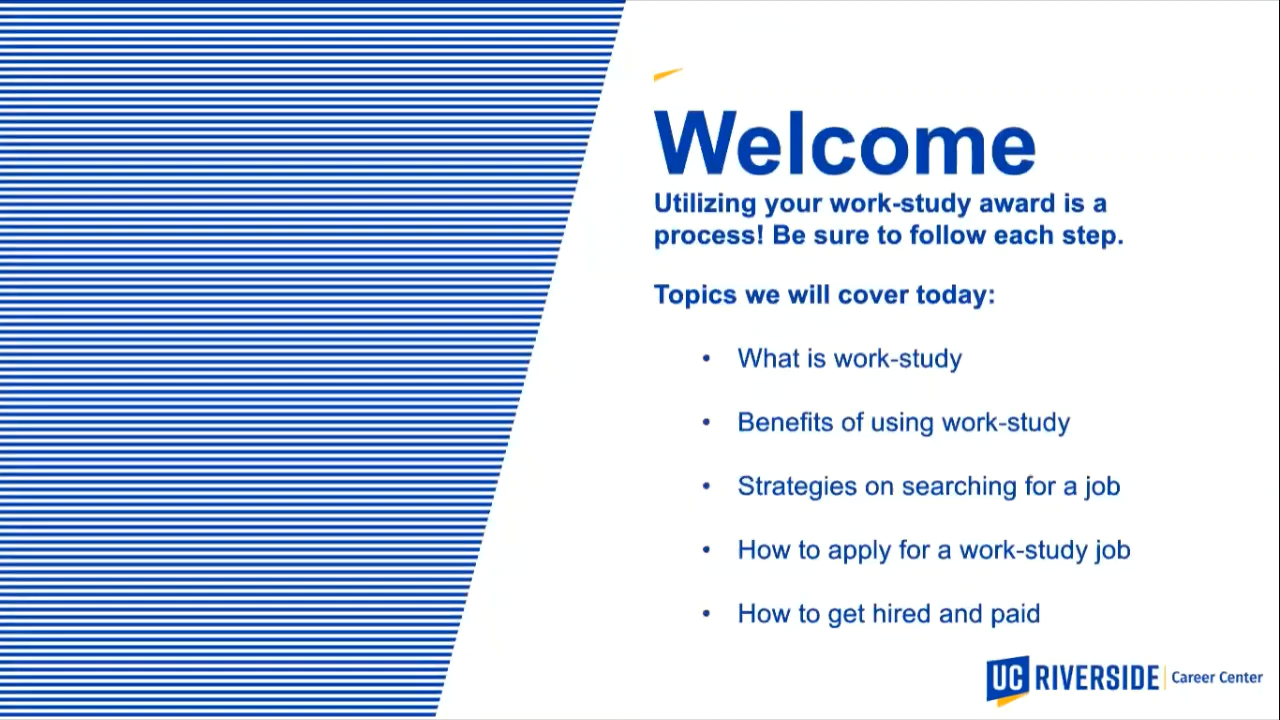 Welcome
Utilizing your work-study award is a
process! Be sure to follow each step.
Topics we will cover today:
• What is work-study
• Benefits of using work-study
• Strategies on searching for a job
• How to apply for a work-study job
• How to get hired and paid
UC RIVERSIDE | Career Center